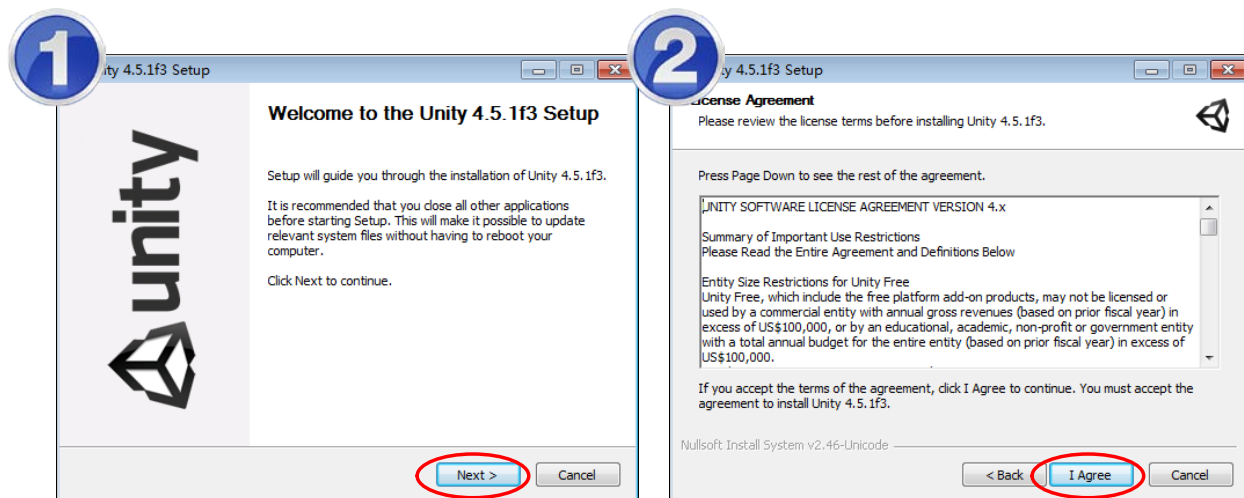 1
ity 4.5.1f3 Setup
unity
Welcome to the Unity 4.5.1f3 Setup
Setup will guide you through the installation of Unity 4.5.1f3.
It is recommended that you close all other applications
before starting Setup. This will make it possible to update
relevant system files without having to reboot your
computer.
Click Next to continue.
Next >
Cancel
2
ty 4.5.1f3 Setup
License Agreement
Please review the license terms before installing Unity 4.5.1f3.
Press Page Down to see the rest of the agreement.
UNITY SOFTWARE LICENSE AGREEMENT VERSION 4.x
Summary of Important Use Restrictions
Please Read the Entire Agreement and Definitions Below
Entity Size Restrictions for Unity Free
Unity Free, which include the free platform add-on products, may not be licensed or
used by a commercial entity with annual gross revenues (based on prior fiscal year) in
excess of US$100,000, or by an educational, academic, non-profit or government entity
with a total annual budget for the entire entity (based on prior fiscal year) in excess of
US$100,000.
If you accept the terms of the agreement, click I Agree to continue. You must accept the
agreement to install Unity 4.5.1f3.
Nullsoft Install System v2.46-Unicode
< Back
I Agree
Cancel